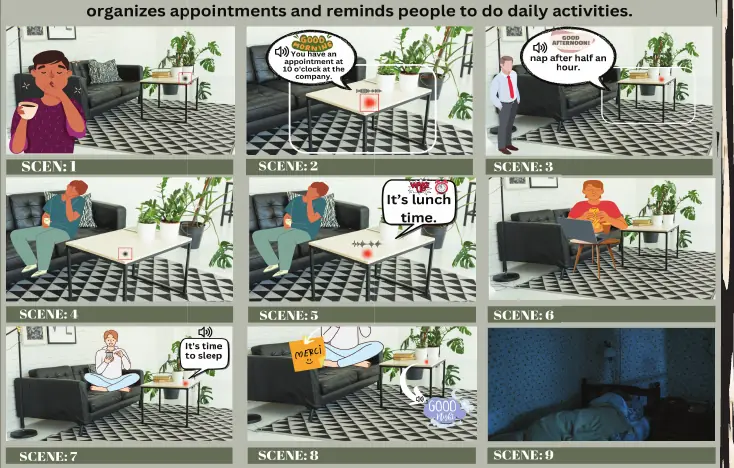 organizes appointments and reminds people to do daily activities.
GOOD
MORNING
You have an
appointment at
10 o'clock at the
company.
GOOD
AFTERNOON!
nap after half an
hour.
SCEN: 1
SCENE: 2
SCENE: 3
It's lunch
time.
SCENE: 4
SCENE: 5
SCENE: 6
It's time
to sleep
MERCI
GOOD
Night
SCENE: 7
SCENE: 8
SCENE: 9